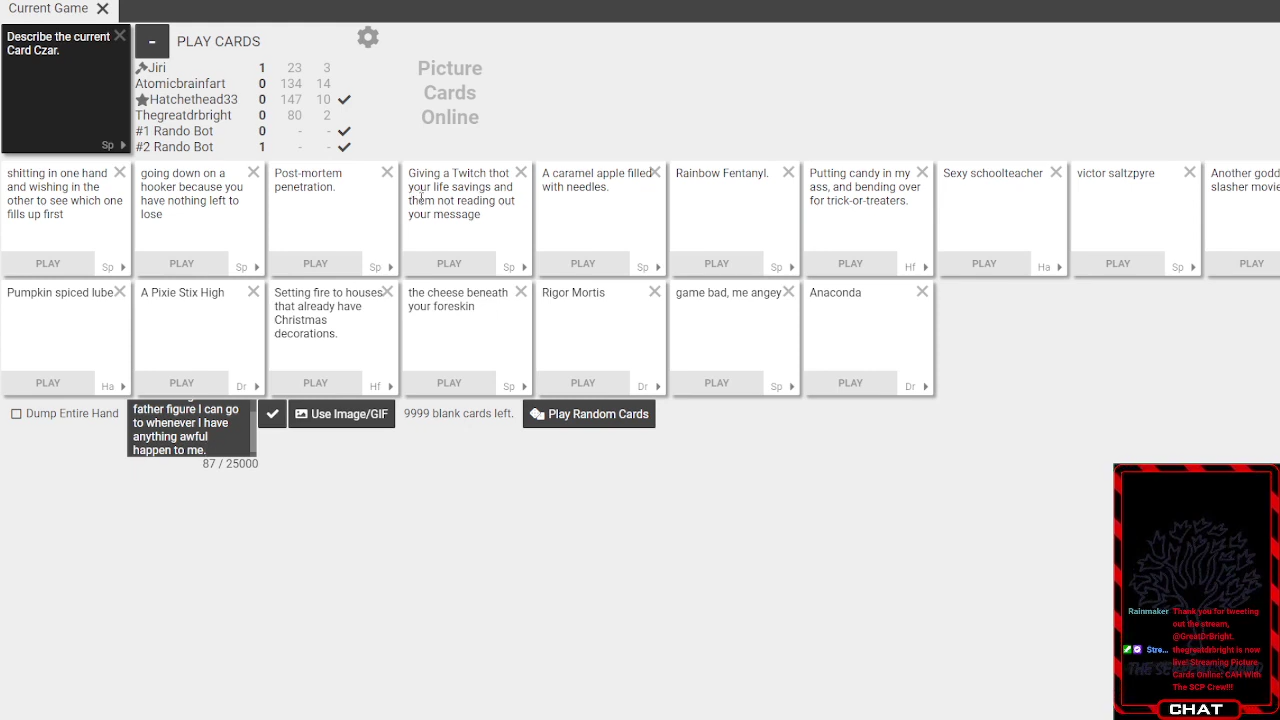 Current Game
Describe the current
Card Czar.
Sp
-
PLAY CARDS
Jiri 1 23 3
Atomicbrainfart 0 134 14
Hatchethead33 0 147 10
Thegreatdrbright 0 80 2
#1 Rando Bot 0 - -
#2 Rando Bot 1 - -
Picture
Cards
Online
shitting in one hand
and wishing in the
other to see which one
fills up first
PLAY Sp
going down on a
hooker because you
have nothing left to
lose
PLAY Sp
Post-mortem
penetration.
PLAY Sp
Giving a Twitch thot
your life savings and
them not reading out
your message
PLAY Sp
A caramel apple filled
with needles.
PLAY Sp
Rainbow Fentanyl.
PLAY Sp
Putting candy in my
ass, and bending over
for trick-or-treaters.
PLAY Hf
Sexy schoolteacher
PLAY Ha
victor saltzpyre
PLAY Sp
Another godd
slasher movie
PLAY
Pumpkin spiced lube
PLAY Ha
A Pixie Stix High
PLAY Dr
Setting fire to houses
that already have
Christmas
decorations.
PLAY Hf
the cheese beneath
your foreskin
PLAY Sp
Rigor Mortis
PLAY Dr
game bad, me angey
PLAY Sp
Anaconda
PLAY Dr
Dump Entire Hand
father figure I can go
to whenever I have
anything awful
happen to me.
87 / 25000
Use Image/GIF
9999 blank cards left.
Play Random Cards
Rainmaker Thank you for tweeting
out the stream,
@GreatDrBright.
Stre... thegreatdrbright is now
live! Streaming Picture
Cards Online: CAH With
The SCP Crew!!!
CHAT